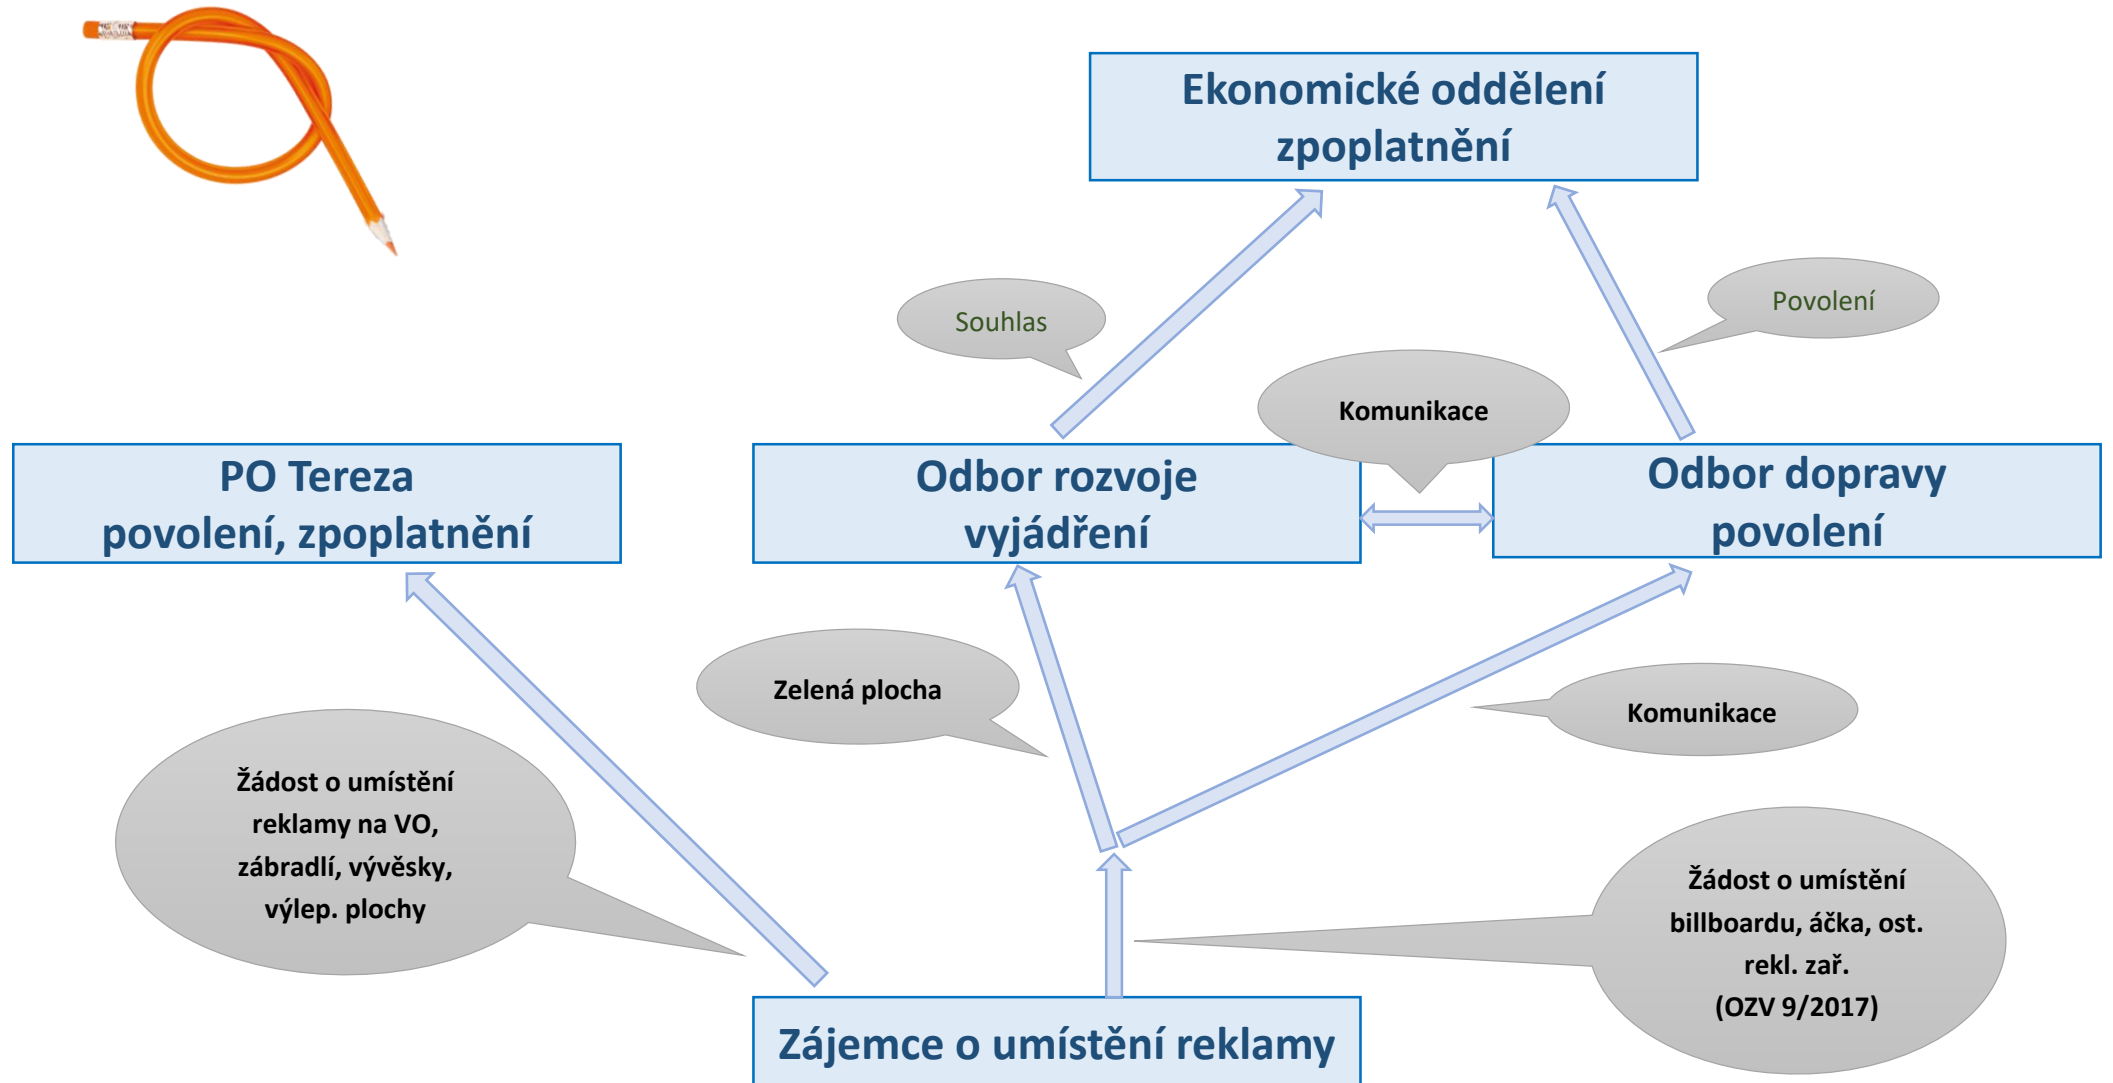 Ekonomické oddělení
zpoplatnění
Souhlas
Povolení
Komunikace
PO Tereza
povolení, zpoplatnění
Odbor rozvoje
vyjádření
Odbor dopravy
povolení
Zelená plocha
Komunikace
Žádost o umístění
reklamy na VO,
zábradlí, vývěsky,
výlep. plochy
Žádost o umístění
billboardu, áčka, ost.
rekl. zař.
(OZV 9/2017)
Zájemce o umístění reklamy